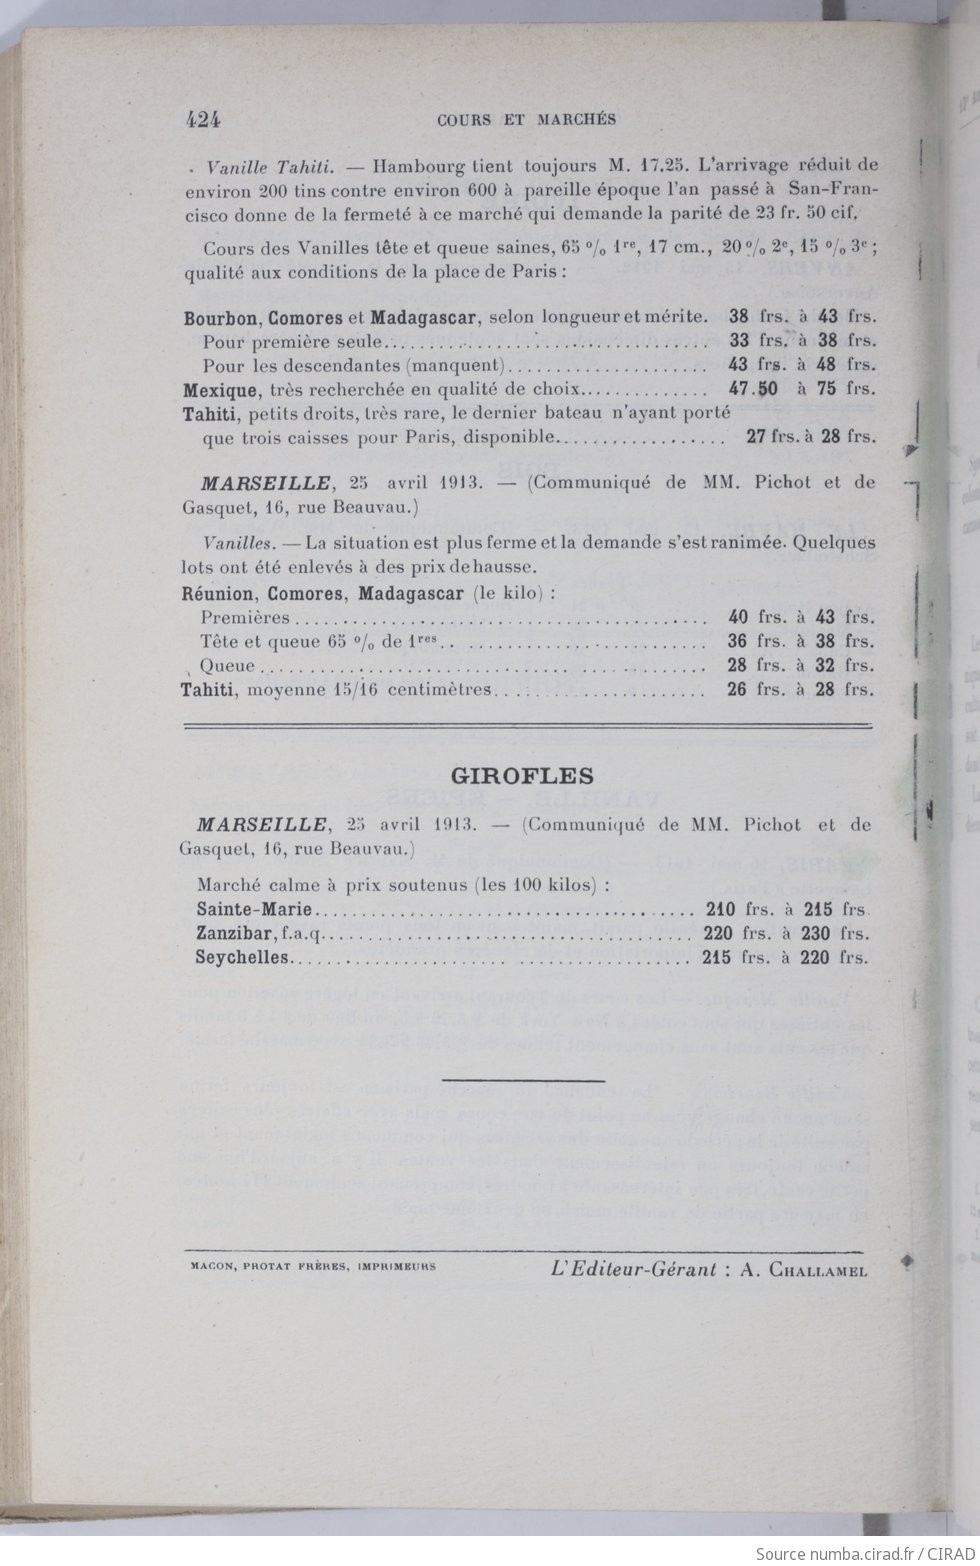 424 COURS ET MARCHÉS
Vanille Tahiti. — Hambourg tient toujours M. 17.25. L'arrivage réduit de
environ 200 tins contre environ 600 à pareille époque l'an passé à San-Fran-
cisco donne de la fermeté à ce marché qui demande la parité de 23 fr. 50 cif.
Cours des Vanilles tête et queue saines, 65 % 1re, 17 cm., 20 % 2e, 15 % 3e ;
qualité aux conditions de la place de Paris :
Bourbon, Comores et Madagascar, selon longueur et mérite. 38 frs. à 43 frs.
Pour première seule.................................. 33 frs. à 38 frs.
Pour les descendantes (manquent)..................... 43 frs. à 48 frs.
Mexique, très recherchée en qualité de choix.............. 47.50 à 75 frs.
Tahiti, petits droits, très rare, le dernier bateau n'ayant porté
que trois caisses pour Paris, disponible.................. 27 frs. à 28 frs.
MARSEILLE, 25 avril 1913. — (Communiqué de MM. Pichot et de
Gasquet, 16, rue Beauvau.)
Vanilles. — La situation est plus ferme et la demande s'est ranimée. Quelques
lots ont été enlevés à des prix de hausse.
Réunion, Comores, Madagascar (le kilo) :
Premières........................................... 40 frs. à 43 frs.
Tête et queue 65 % de 1res........................... 36 frs. à 38 frs.
Queue............................................... 28 frs. à 32 frs.
Tahiti, moyenne 15/16 centimètres...................... 26 frs. à 28 frs.
GIROFLES
MARSEILLE, 25 avril 1913. — (Communiqué de MM. Pichot et de
Gasquet, 16, rue Beauvau.)
Marché calme à prix soutenus (les 100 kilos) :
Sainte-Marie........................................ 210 frs. à 215 frs.
Zanzibar, f.a.q....................................... 220 frs. à 230 frs.
Seychelles.......................................... 215 frs. à 220 frs.
MACON, PROTAT FRÈRES, IMPRIMEURS L'Editeur-Gérant : A. CHALLAMEL
Source numba.cirad.fr / CIRAD